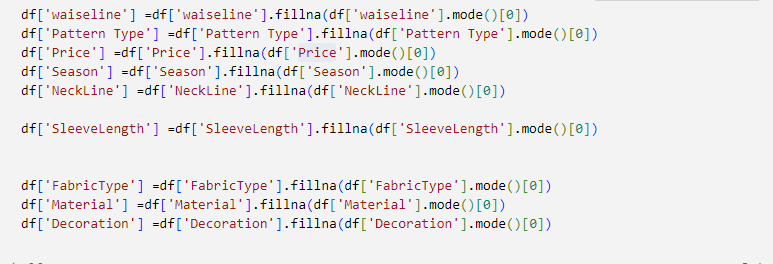 df['waiseline'] =df['waiseline'].fillna(df['waiseline'].mode()[0])
df['Pattern Type'] =df['Pattern Type'].fillna(df['Pattern Type'].mode()[0])
df['Price'] =df['Price'].fillna(df['Price'].mode()[0])
df['Season'] =df['Season'].fillna(df['Season'].mode()[0])
df['NeckLine'] =df['NeckLine'].fillna(df['NeckLine'].mode()[0])
df['SleeveLength'] =df['SleeveLength'].fillna(df['SleeveLength'].mode()[0])
df['FabricType'] =df['FabricType'].fillna(df['FabricType'].mode()[0])
df['Material'] =df['Material'].fillna(df['Material'].mode()[0])
df['Decoration'] =df['Decoration'].fillna(df['Decoration'].mode()[0])